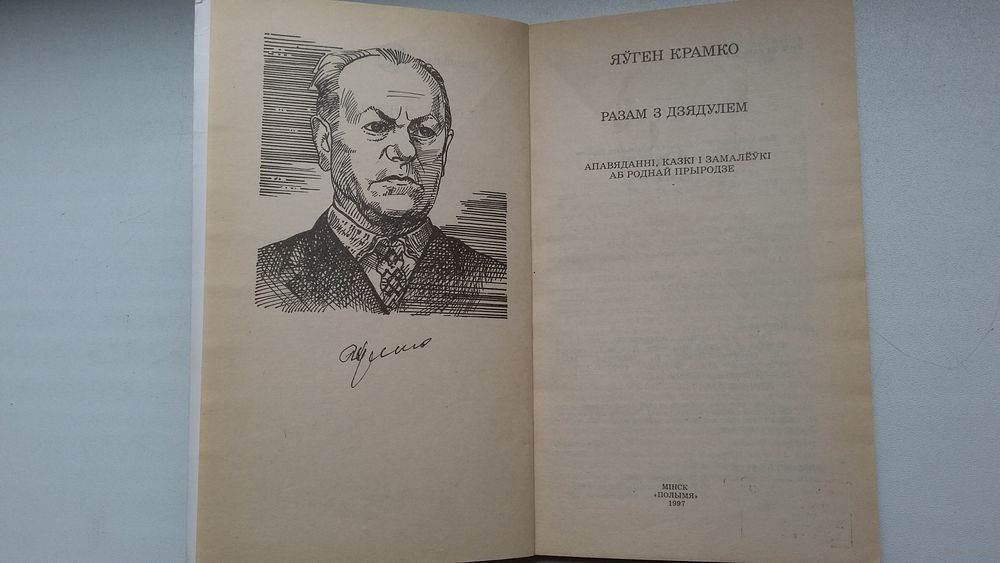 ЯЎГЕН КРАМКО
РАЗАМ З ДЗЯДУЛЕМ
АПАВЯДАННІ, КАЗКІ І ЗАМАЛЁЎКІ
АБ РОДНАЙ ПРЫРОДЗЕ
МІНСК
«ПОЛЫМЯ»
1997